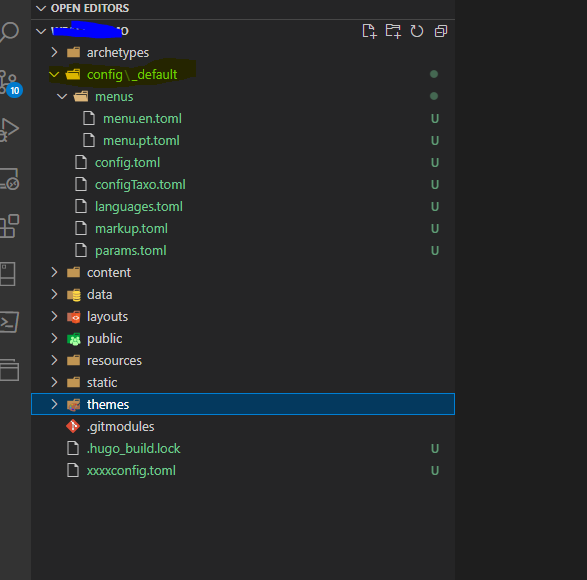 OPEN EDITORS
archetypes
config\_default
menus
menu.en.toml U
menu.pt.toml U
config.toml U
configTaxo.toml U
languages.toml U
markup.toml U
params.toml U
content
data
layouts
public
resources
static
themes
.gitmodules
.hugo_build.lock U
xxxxconfig.toml U
10